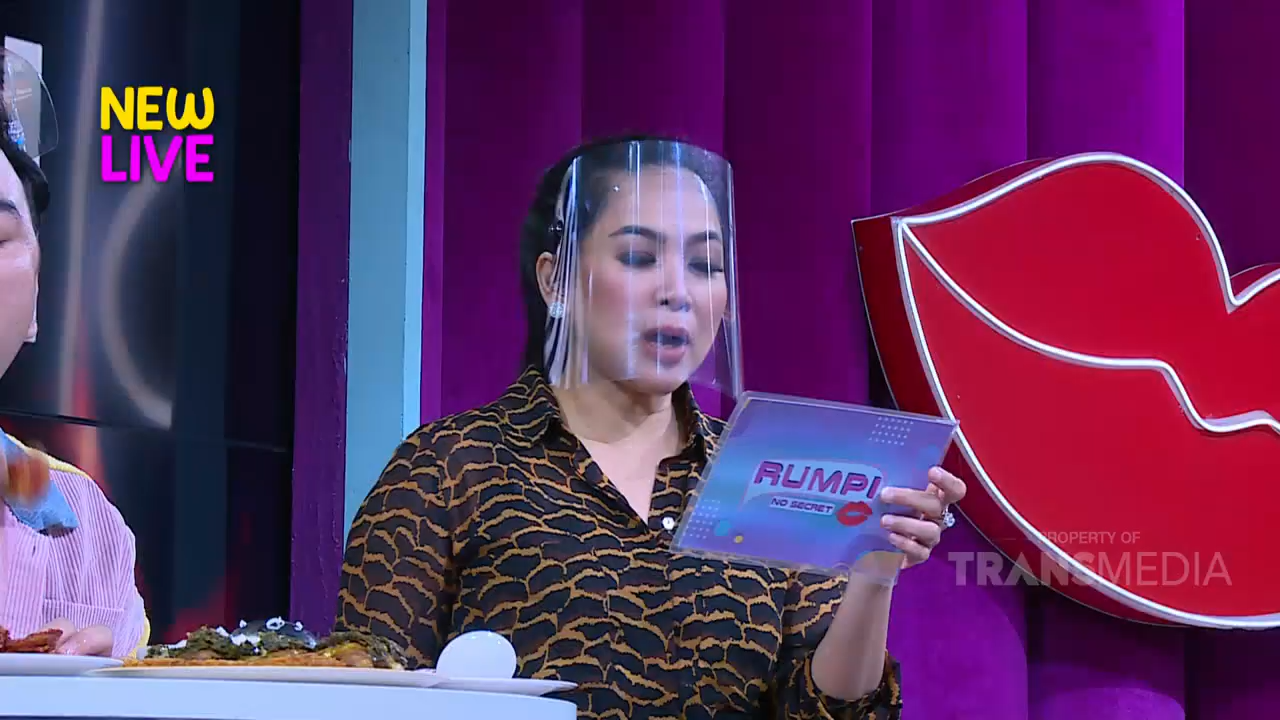 NEW
LIVE
RUMPI
NO SECRET
PROPERTY OF
TRANSMEDIA